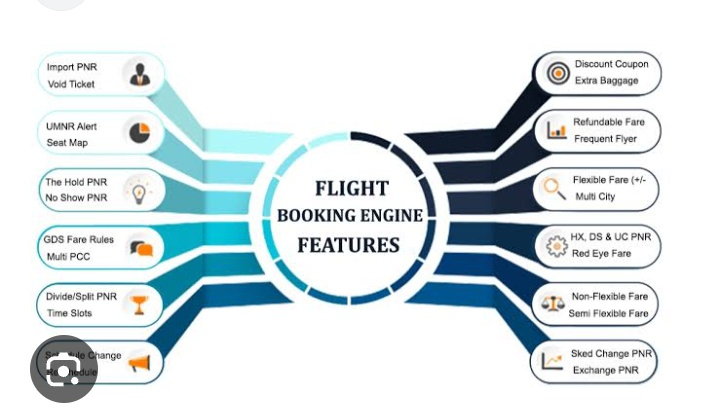 Import PNR
Void Ticket
UMNR Alert
Seat Map
The Hold PNR
No Show PNR
GDS Fare Rules
Multi PCC
Divide/Split PNR
Time Slots
Change
FLIGHT
BOOKING ENGINE
FEATURES
Discount Coupon
Extra Baggage
Refundable Fare
Frequent Flyer
Flexible Fare (+/-
Multi City
HX, DS & UC PNR
Red Eye Fare
Non-Flexible Fare
Semi Flexible Fare
Sked Change PNR
Exchange PNR